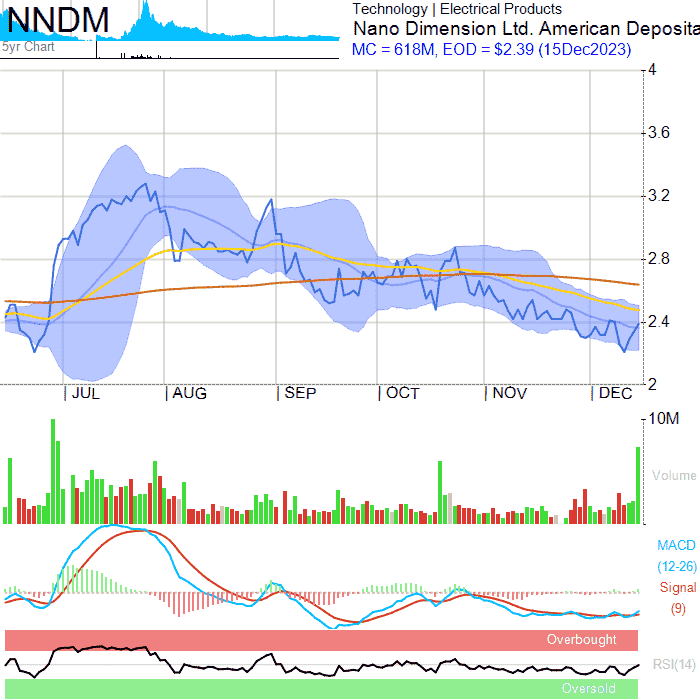 NNDM
5yr Chart
Technology | Electrical Products
Nano Dimension Ltd. American Deposita
MC = 618M, EOD = $2.39 (15Dec2023)
4
3.6
3.2
2.8
2.4
2
JUL AUG SEP OCT NOV DEC
10M
Volume
MACD
(12-26)
Signal
(9)
Overbought
RSI(14)
Oversold